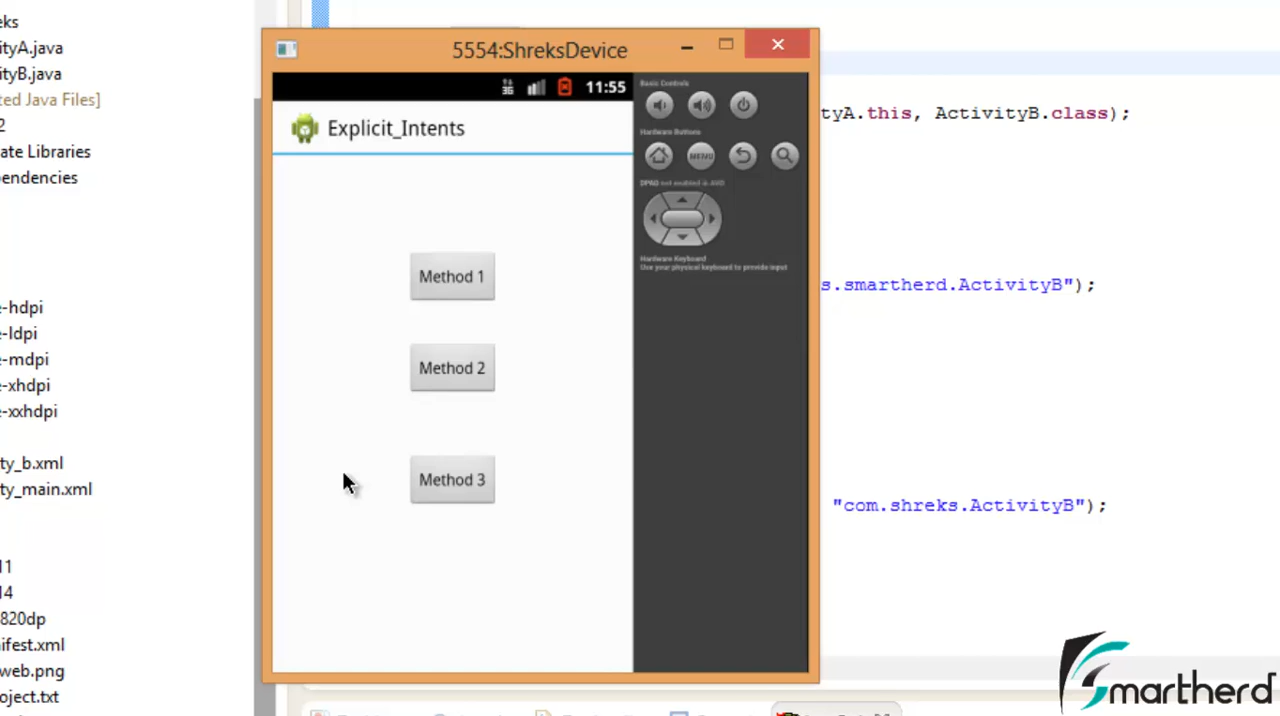 eks
ityA.java
ityB.java
ted Java Files]
2
ate Libraries
endencies
e-hdpi
e-ldpi
e-mdpi
e-xhdpi
e-xxhdpi
ty_b.xml
ty_main.xml
11
14
820dp
ifest.xml
web.png
oject.txt
5554:ShreksDevice
3G
11:55
Explicit_Intents
Method 1
Method 2
Method 3
Basic Controls
Hardware Buttons
MENU
DPAD not enabled in AVD
Hardware Keyboard
Use your physical keyboard to provide input
tyA.this, ActivityB.class);
s.smartherd.ActivityB");
"com.shreks.ActivityB");
Smartherd